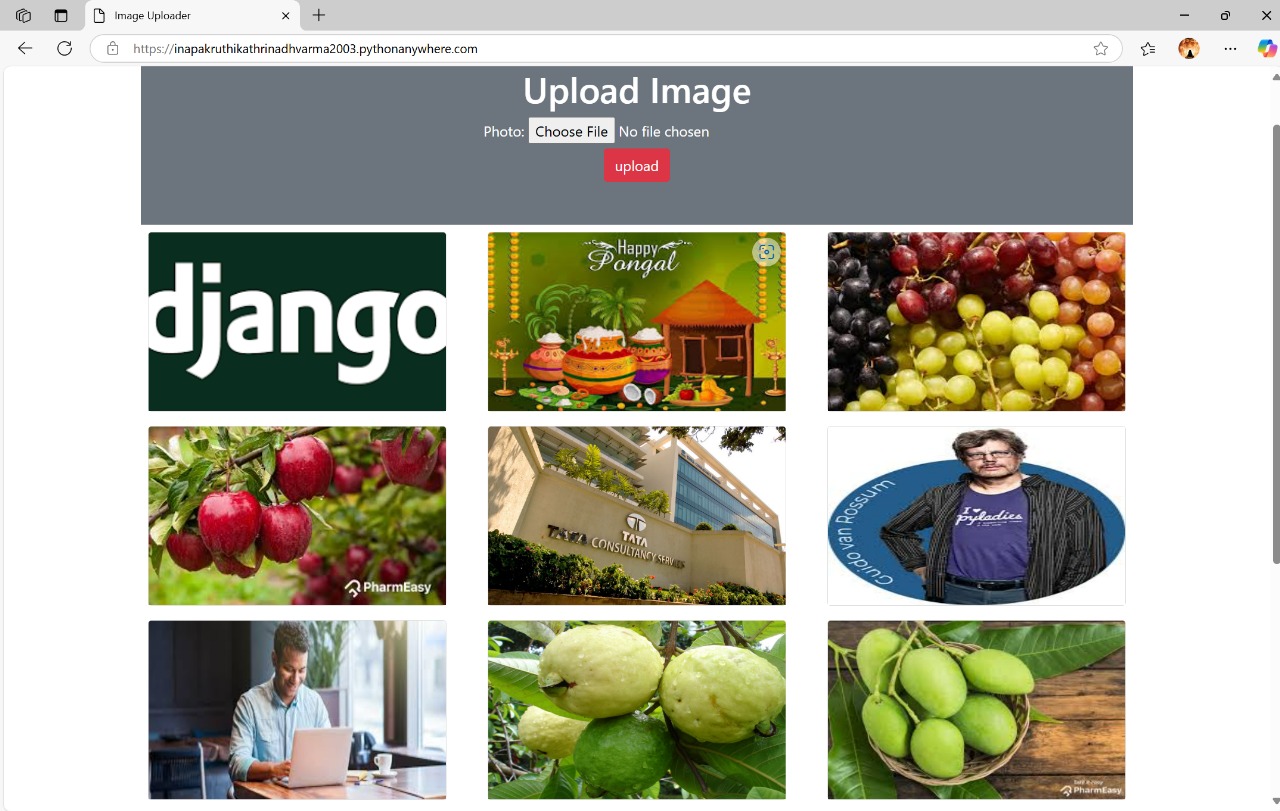 Image Uploader
https://inapakruthikathrinadhvarma2003.pythonanywhere.com
Upload Image
Photo: Choose File No file chosen
upload
django
Happy
Pongal
PharmEasy
TATA
TATA
CONSULTANCY SERVICES
Guido van Rossum
I ♥
pyladies
PharmEasy